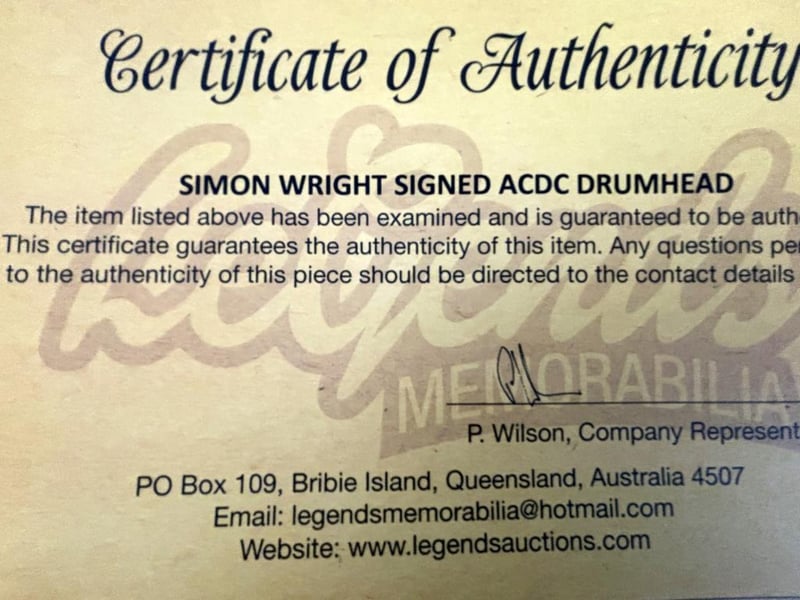 Certificate of Authenticity
Legends
MEMORABILIA
SIMON WRIGHT SIGNED ACDC DRUMHEAD
The item listed above has been examined and is guaranteed to be auth
This certificate guarantees the authenticity of this item. Any questions pe
to the authenticity of this piece should be directed to the contact details
P. Wilson, Company Represent
PO Box 109, Bribie Island, Queensland, Australia 4507
Email: legendsmemorabilia@hotmail.com
Website: www.legendsauctions.com